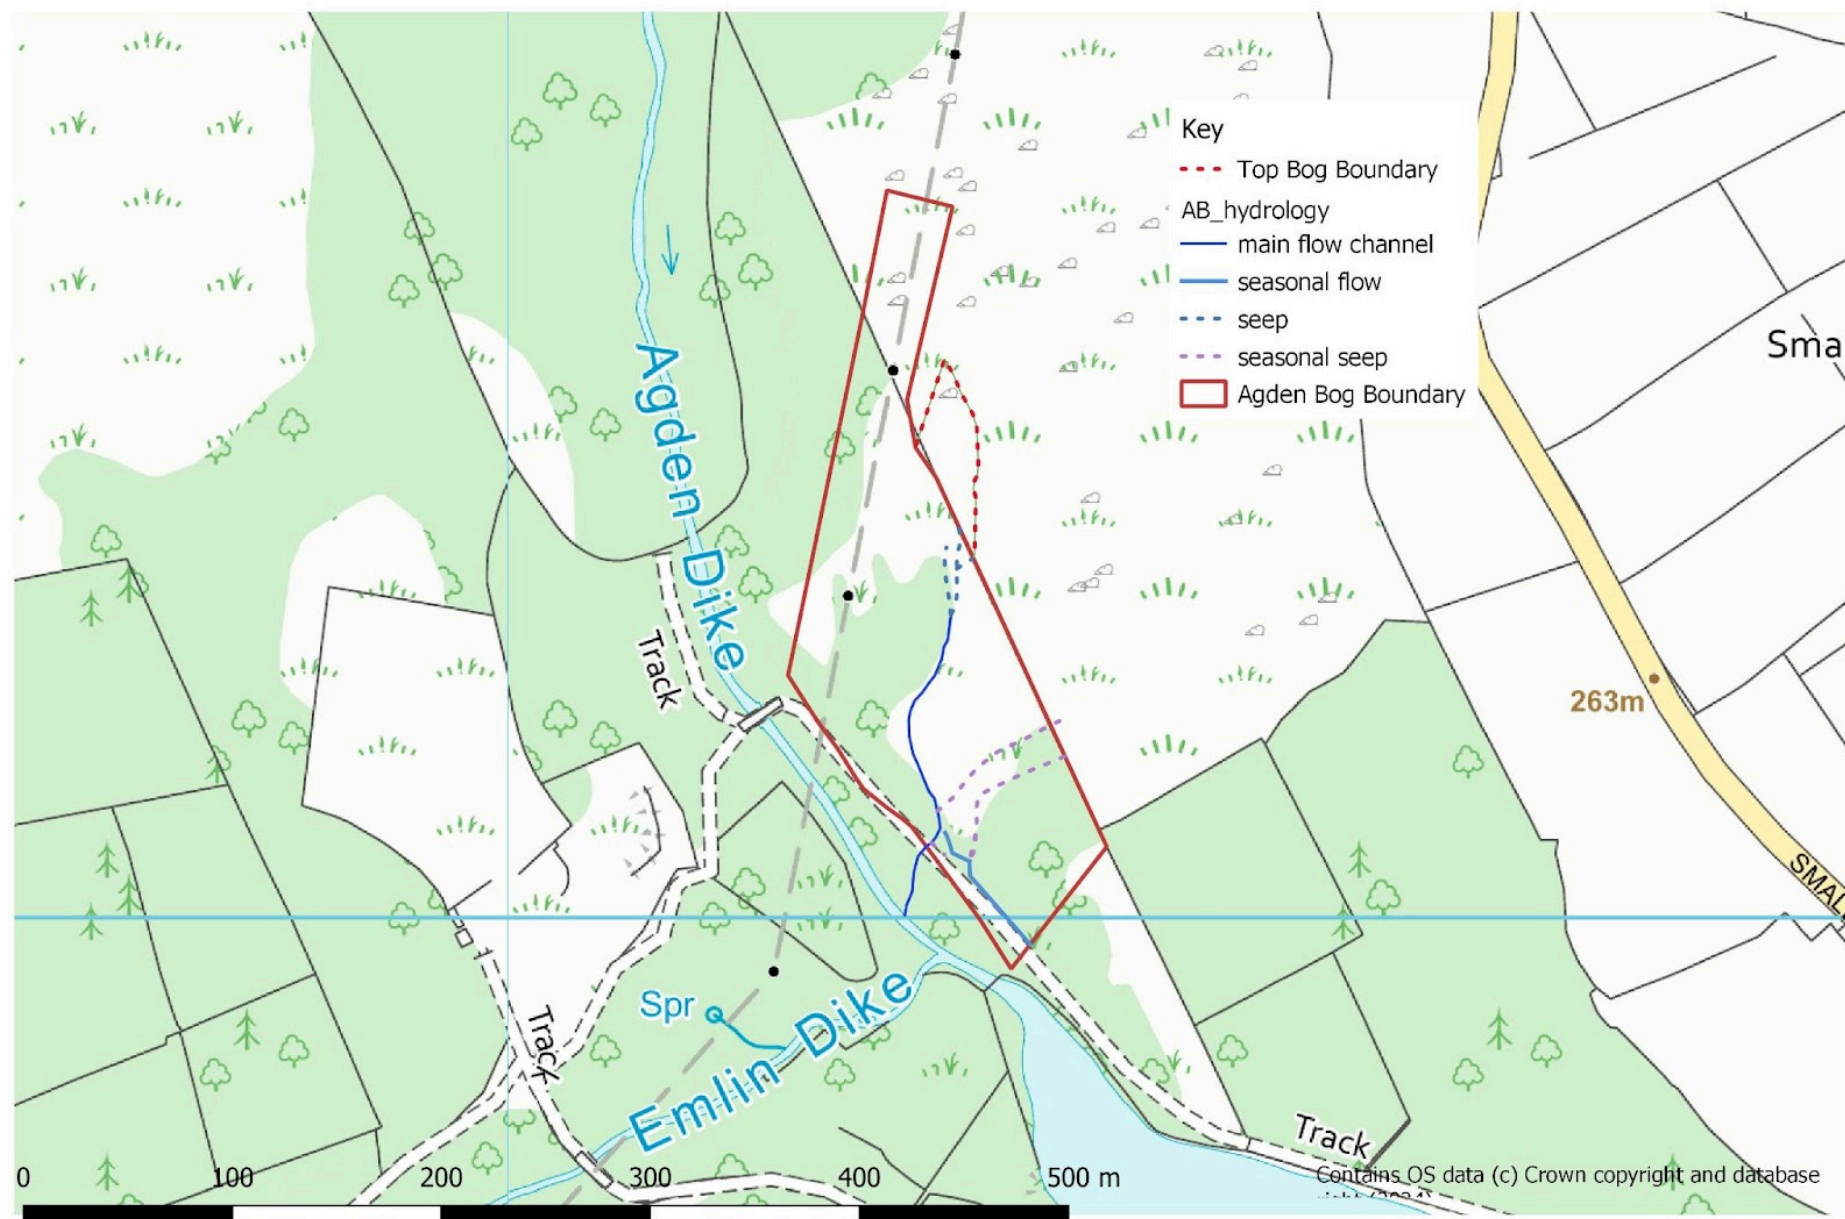 Key
Top Bog Boundary
AB_hydrology
main flow channel
seasonal flow
seep
seasonal seep
Agden Bog Boundary
Sma
Agden Dike
Track
263m
SMAL
Spr
Emlin Dike
Track
Track
0 100 200 300 400 500 m
Contains OS data (c) Crown copyright and database